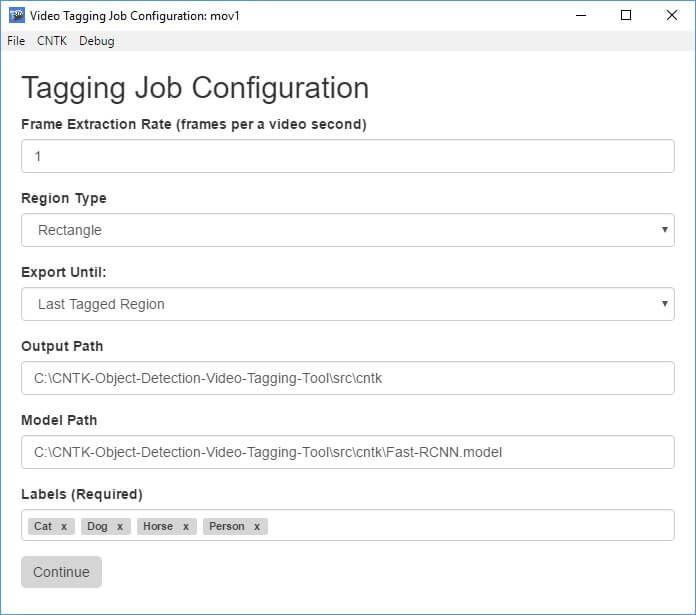 Video Tagging Job Configuration: mov1
File CNTK Debug
Tagging Job Configuration
Frame Extraction Rate (frames per a video second)
1
Region Type
Rectangle
Export Until:
Last Tagged Region
Output Path
C:\CNTK-Object-Detection-Video-Tagging-Tool\src\cntk
Model Path
C:\CNTK-Object-Detection-Video-Tagging-Tool\src\cntk\Fast-RCNN.model
Labels (Required)
Cat x Dog x Horse x Person x
Continue